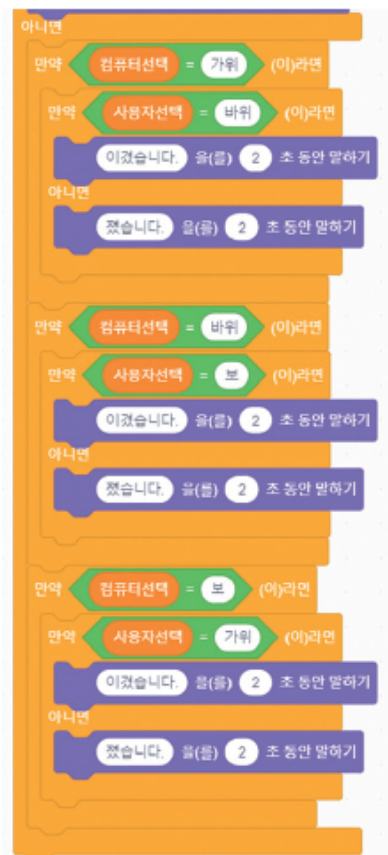 아니면
만약 컴퓨터선택 = 가위 (이)라면
만약 사용자선택 = 바위 (이)라면
이겼습니다. 을(를) 2 초 동안 말하기
아니면
졌습니다. 을(를) 2 초 동안 말하기
만약 컴퓨터선택 = 바위 (이)라면
만약 사용자선택 = 보 (이)라면
이겼습니다. 을(를) 2 초 동안 말하기
아니면
졌습니다. 을(를) 2 초 동안 말하기
만약 컴퓨터선택 = 보 (이)라면
만약 사용자선택 = 가위 (이)라면
이겼습니다. 을(를) 2 초 동안 말하기
아니면
졌습니다. 을(를) 2 초 동안 말하기